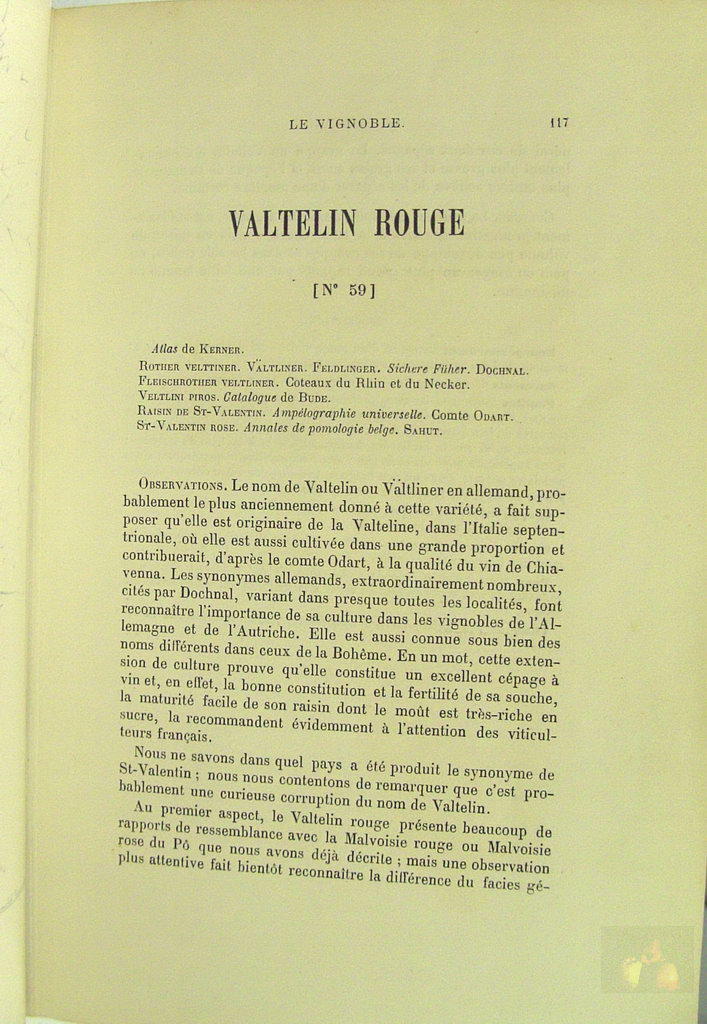 LE VIGNOBLE. 117
VALTELIN ROUGE
[N° 59]
Atlas de KERNER.
ROTHER VELTTINER. VÄLTLINER. FELDLINGER. Sichere Füher. DOCHNAL.
FLEISCHROTHER VELTLINER. Coteaux du Rhin et du Necker.
VELTLINI PIROS. Catalogue de BUDE.
RAISIN DE ST-VALENTIN. Ampélographie universelle. Comte ODART.
ST-VALENTIN ROSE. Annales de pomologie belge. SAHUT.
OBSERVATIONS. Le nom de Valtelin ou Vältliner en allemand, pro-
bablement le plus anciennement donné à cette variété, a fait sup-
poser qu'elle est originaire de la Valteline, dans l'Italie septen-
trionale, où elle est aussi cultivée dans une grande proportion et
contribuerait, d'après le comte Odart, à la qualité du vin de Chia-
venna. Les synonymes allemands, extraordinairement nombreux,
cités par Dochnal, variant dans presque toutes les localités, font
reconnaître l'importance de sa culture dans les vignobles de l'Al-
lemagne et de l'Autriche. Elle est aussi connue sous bien des
noms différents dans ceux de la Bohême. En un mot, cette exten-
sion de culture prouve qu'elle constitue un excellent cépage à
vin et, en effet, la bonne constitution et la fertilité de sa souche,
la maturité facile de son raisin dont le moût est très-riche en
sucre, la recommandent évidemment à l'attention des viticul-
teurs français.
Nous ne savons dans quel pays a été produit le synonyme de
St-Valentin ; nous nous contentons de remarquer que c'est pro-
bablement une curieuse corruption du nom de Valtelin.
Au premier aspect, le Valtelin rouge présente beaucoup de
rapports de ressemblance avec la Malvoisie rouge ou Malvoisie
rose du Pô que nous avons déjà décrite ; mais une observation
plus attentive fait bientôt reconnaître la différence du facies gé-